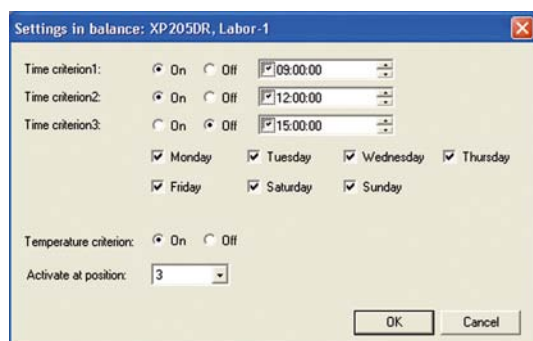 Settings in balance: XP205DR, Labor-1
Time criterion1: On Off 09:00:00
Time criterion2: On Off 12:00:00
Time criterion3: On Off 15:00:00
Monday Tuesday Wednesday Thursday
Friday Saturday Sunday
Temperature criterion: On Off
Activate at position: 3
OK Cancel